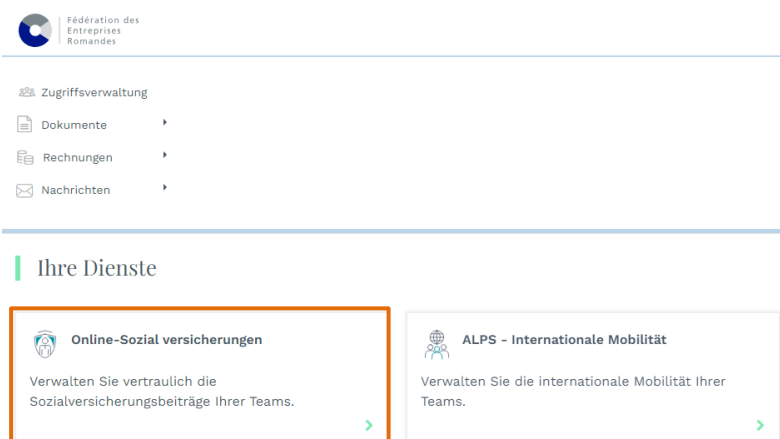 Fédération des
Entreprises
Romandes
Zugriffsverwaltung
Dokumente
Rechnungen
Nachrichten
Ihre Dienste
Online-Sozial versicherungen
Verwalten Sie vertraulich die
Sozialversicherungsbeiträge Ihrer Teams.
ALPS - Internationale Mobilität
Verwalten Sie die internationale Mobilität Ihrer
Teams.